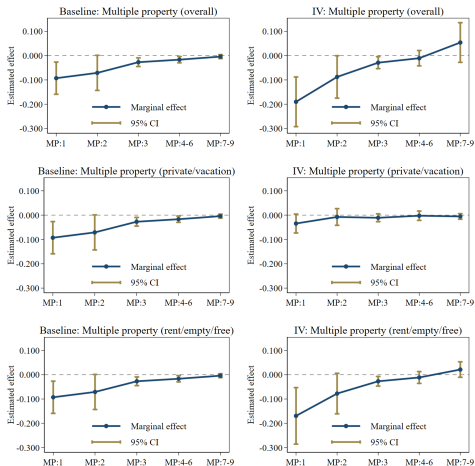 Baseline: Multiple property (overall)
Estimated effect
0.100
0.000
-0.100
-0.200
-0.300
Marginal effect
95% CI
MP:1 MP:2 MP:3 MP:4-6 MP:7-9
IV: Multiple property (overall)
Estimated effect
0.100
0.000
-0.100
-0.200
-0.300
Marginal effect
95% CI
MP:1 MP:2 MP:3 MP:4-6 MP:7-9
Baseline: Multiple property (private/vacation)
Estimated effect
0.100
0.000
-0.100
-0.200
-0.300
Marginal effect
95% CI
MP:1 MP:2 MP:3 MP:4-6 MP:7-9
IV: Multiple property (private/vacation)
Estimated effect
0.100
0.000
-0.100
-0.200
-0.300
Marginal effect
95% CI
MP:1 MP:2 MP:3 MP:4-6 MP:7-9
Baseline: Multiple property (rent/empty/free)
Estimated effect
0.100
0.000
-0.100
-0.200
-0.300
Marginal effect
95% CI
MP:1 MP:2 MP:3 MP:4-6 MP:7-9
IV: Multiple property (rent/empty/free)
Estimated effect
0.100
0.000
-0.100
-0.200
-0.300
Marginal effect
95% CI
MP:1 MP:2 MP:3 MP:4-6 MP:7-9